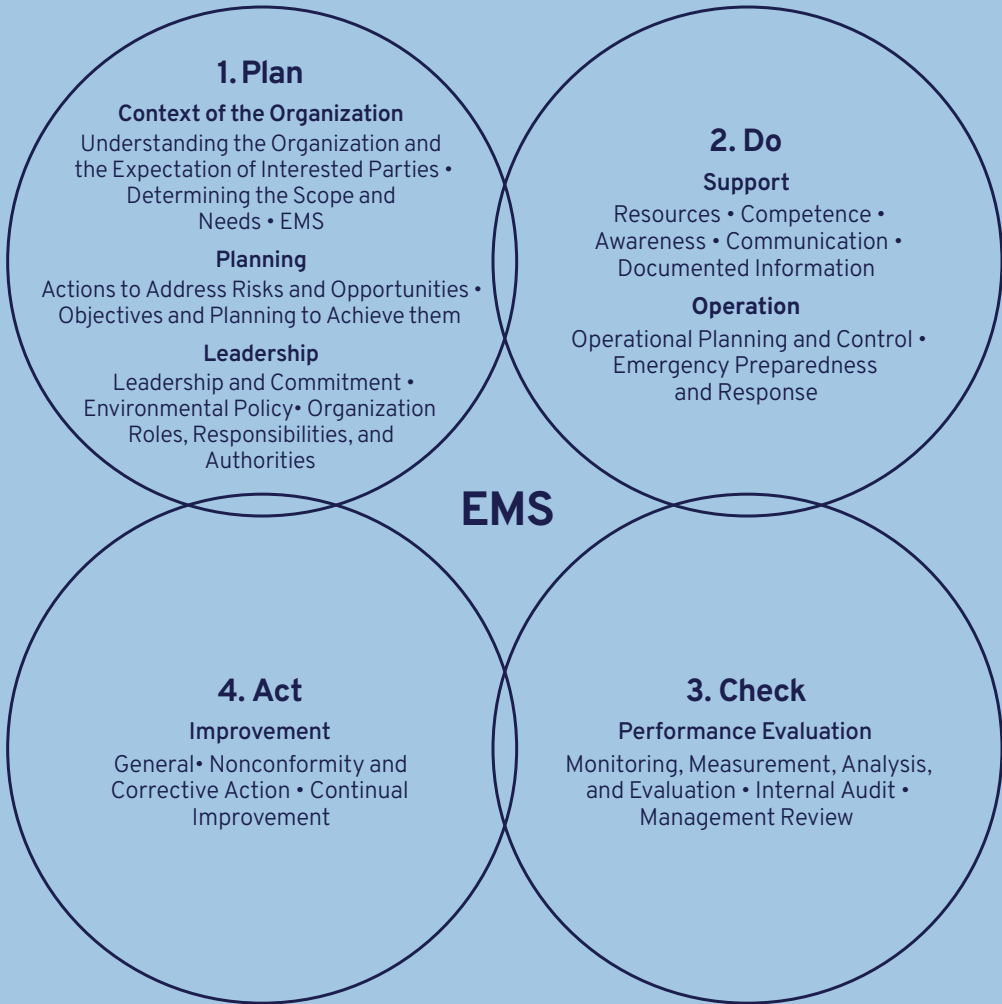 1. Plan
Context of the Organization
Understanding the Organization and
the Expectation of Interested Parties •
Determining the Scope and
Needs • EMS
Planning
Actions to Address Risks and Opportunities •
Objectives and Planning to Achieve them
Leadership
Leadership and Commitment •
Environmental Policy• Organization
Roles, Responsibilities, and
Authorities
2. Do
Support
Resources • Competence •
Awareness • Communication •
Documented Information
Operation
Operational Planning and Control •
Emergency Preparedness
and Response
EMS
4. Act
Improvement
General• Nonconformity and
Corrective Action • Continual
Improvement
3. Check
Performance Evaluation
Monitoring, Measurement, Analysis,
and Evaluation • Internal Audit •
Management Review